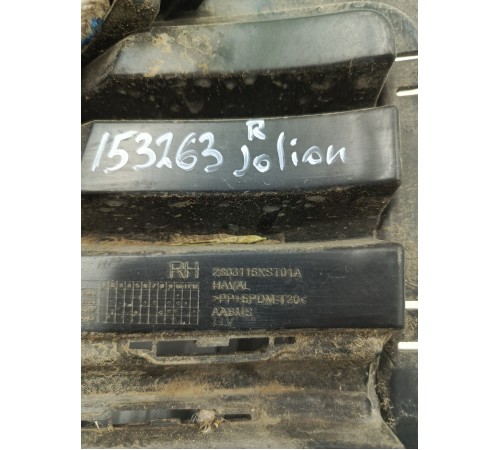 R
153263 Jolion
RH
2803115XST01A
HAVAL
>PP+EPDM-T20<